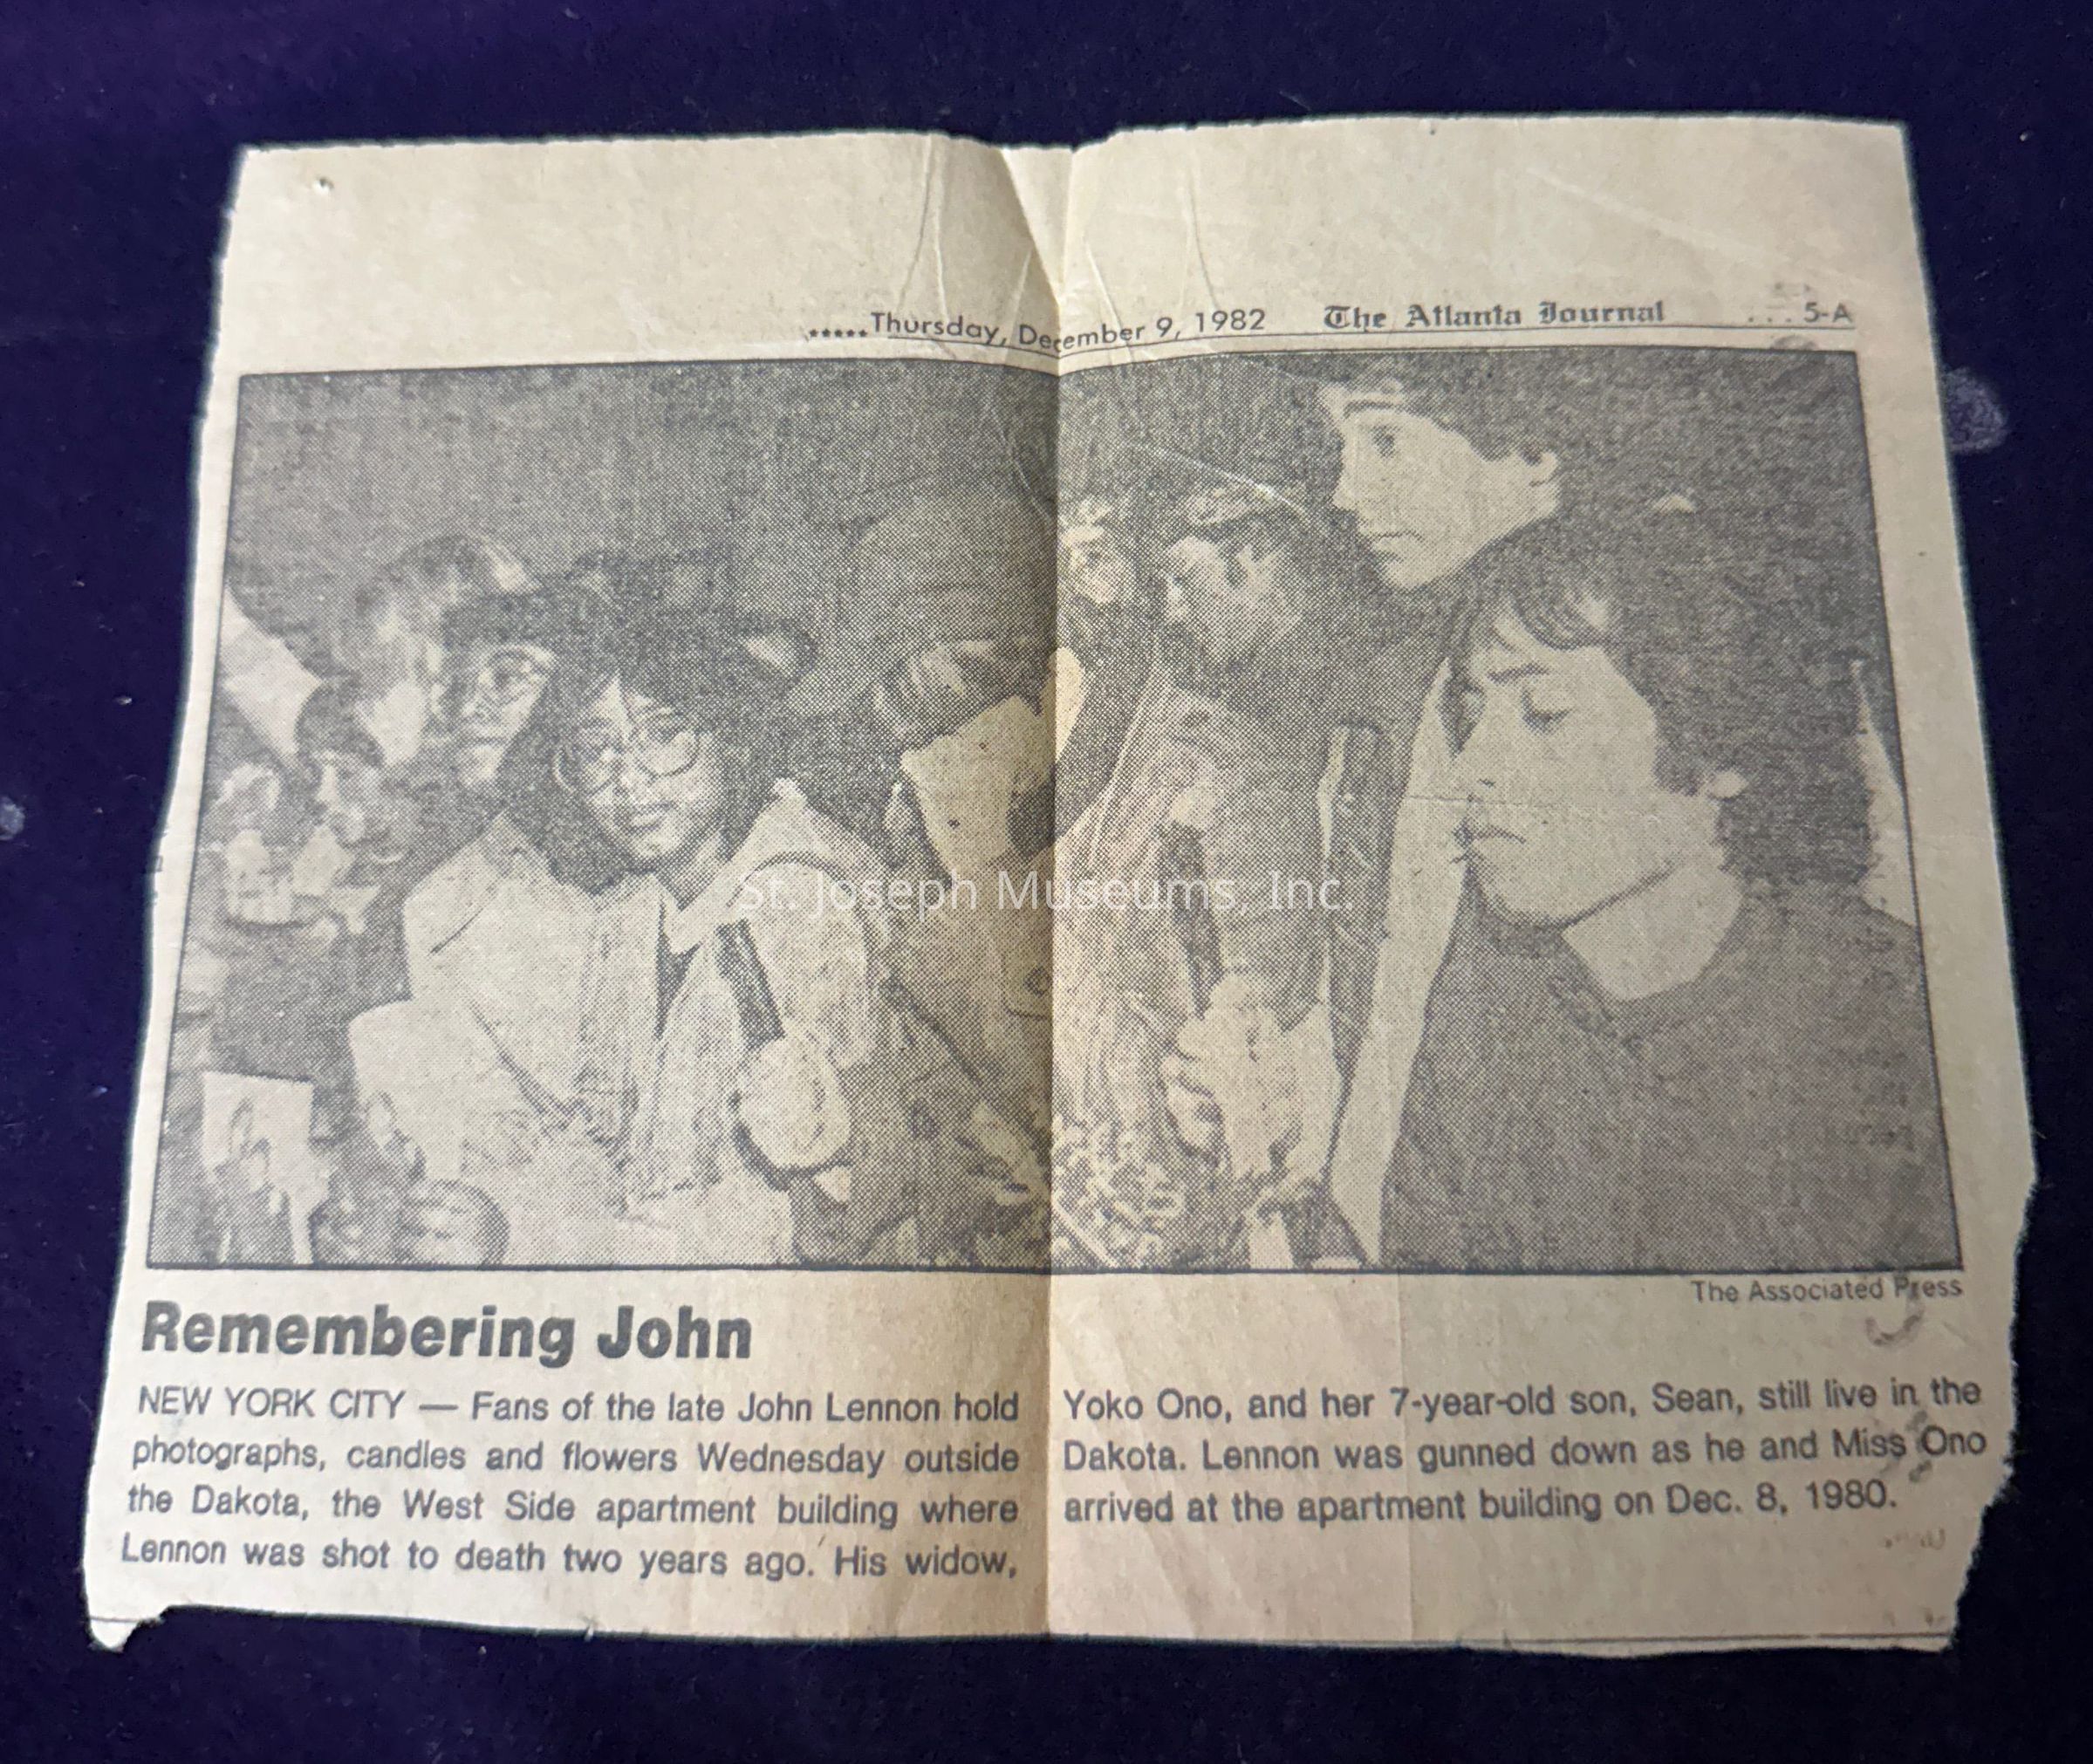 .....Thursday, December 9, 1982 The Atlanta Journal ... 5-A
St. Joseph Museums, Inc.
The Associated Press
Remembering John
NEW YORK CITY — Fans of the late John Lennon hold
photographs, candles and flowers Wednesday outside
the Dakota, the West Side apartment building where
Lennon was shot to death two years ago. His widow,
Yoko Ono, and her 7-year-old son, Sean, still live in the
Dakota. Lennon was gunned down as he and Miss Ono
arrived at the apartment building on Dec. 8, 1980.